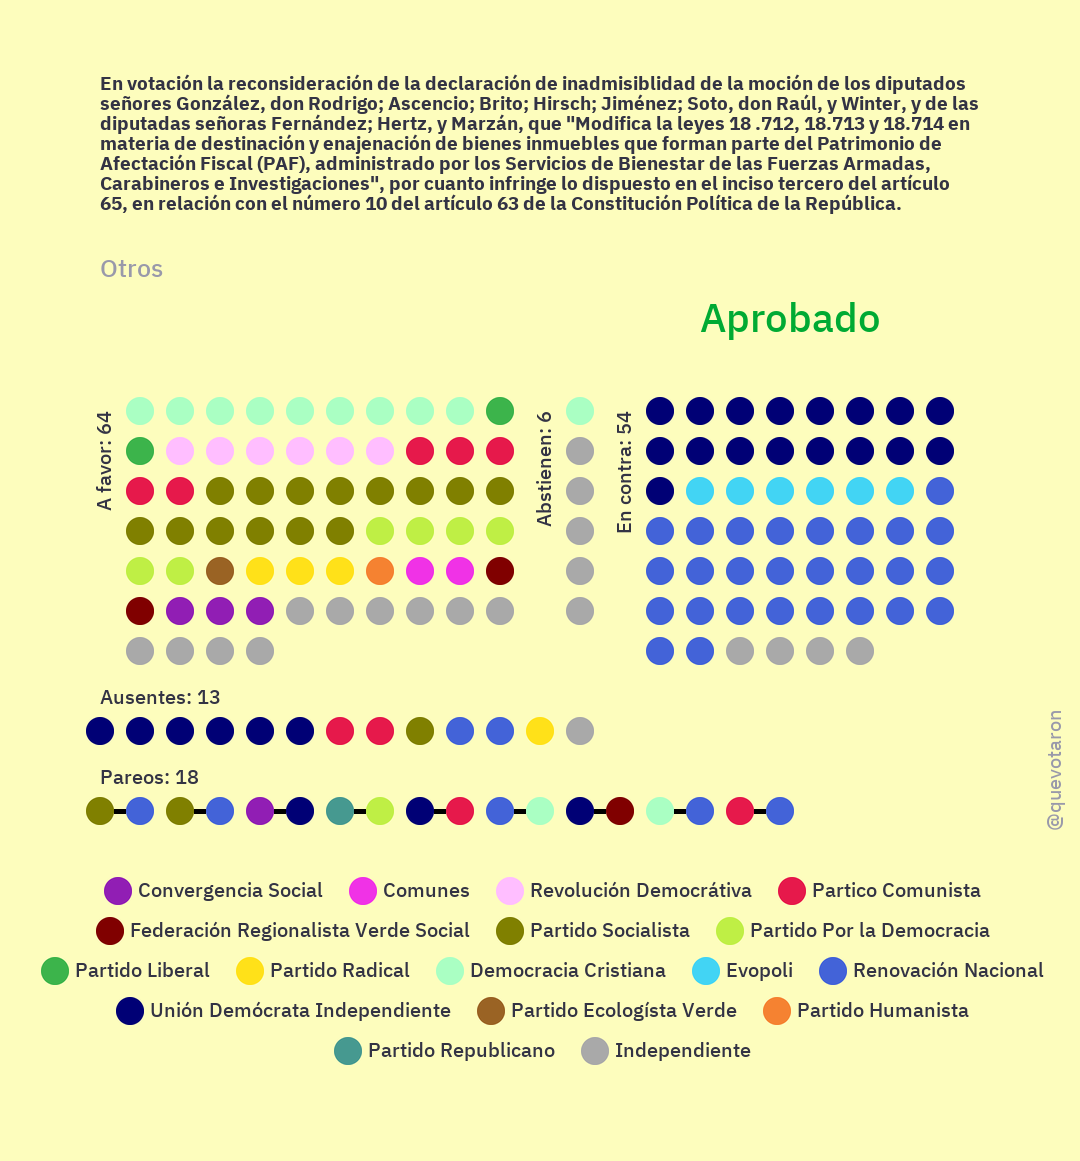 En votación la reconsideración de la declaración de inadmisiblidad de la moción de los diputados
señores González, don Rodrigo; Ascencio; Brito; Hirsch; Jiménez; Soto, don Raúl, y Winter, y de las
diputadas señoras Fernández; Hertz, y Marzán, que "Modifica la leyes 18 .712, 18.713 y 18.714 en
materia de destinación y enajenación de bienes inmuebles que forman parte del Patrimonio de
Afectación Fiscal (PAF), administrado por los Servicios de Bienestar de las Fuerzas Armadas,
Carabineros e Investigaciones", por cuanto infringe lo dispuesto en el inciso tercero del artículo
65, en relación con el número 10 del artículo 63 de la Constitución Política de la República.
Otros
Aprobado
A favor: 64
Abstienen: 6
En contra: 54
Ausentes: 13
Pareos: 18
@quevotaron
Convergencia Social Comunes Revolución Democrátiva Partico Comunista
Federación Regionalista Verde Social Partido Socialista Partido Por la Democracia
Partido Liberal Partido Radical Democracia Cristiana Evopoli Renovación Nacional
Unión Demócrata Independiente Partido Ecologísta Verde Partido Humanista
Partido Republicano Independiente